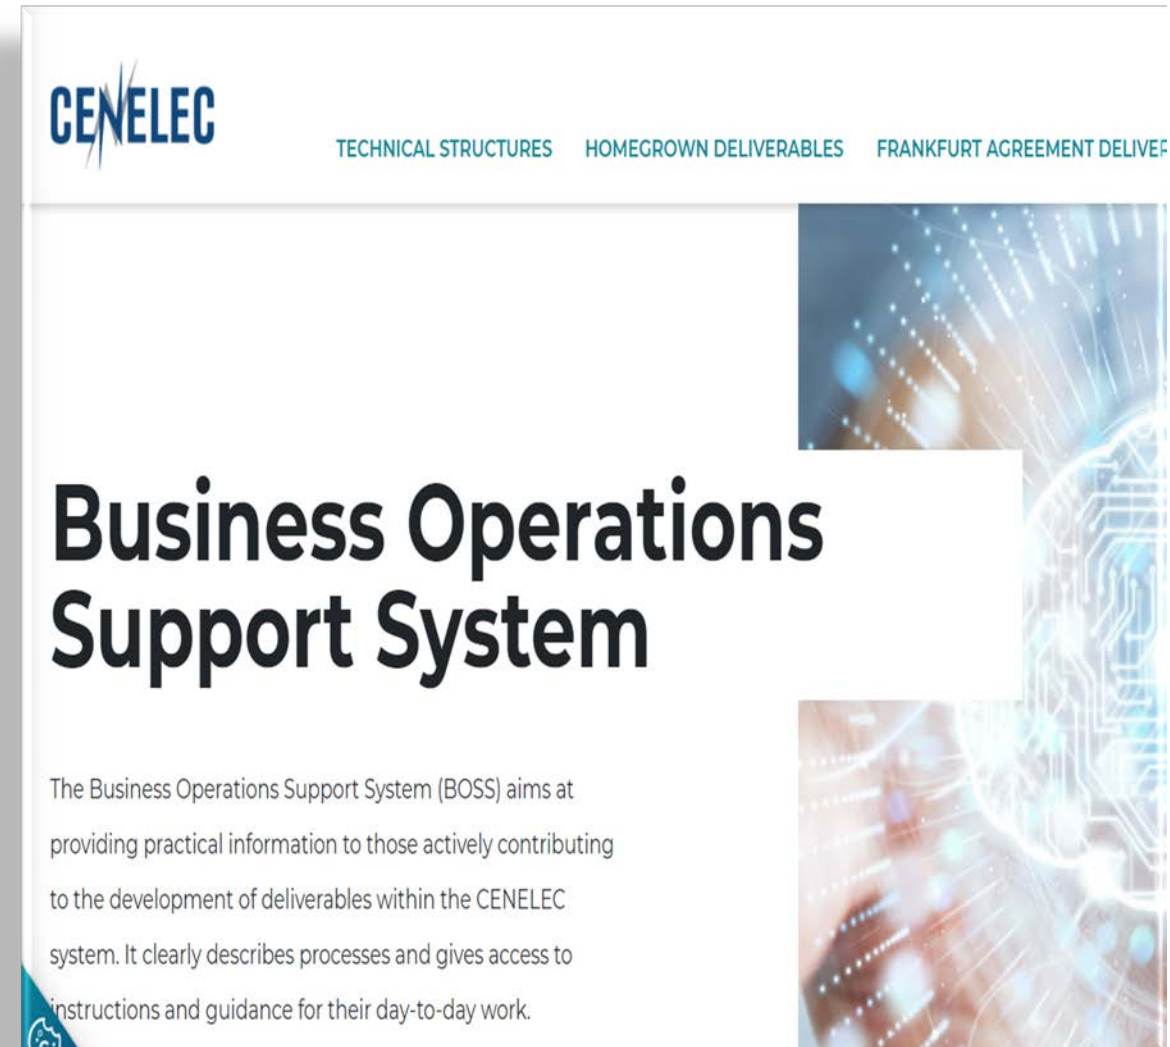 CENELEC
TECHNICAL STRUCTURES HOMEGROWN DELIVERABLES FRANKFURT AGREEMENT
Business Operations
Support System
The Business Operations Support System (BOSS) aims at
providing practical information to those actively contributing
to the development of deliverables within the CENELEC
system. It clearly describes processes and gives access to
instructions and guidance for their day-to-day work.